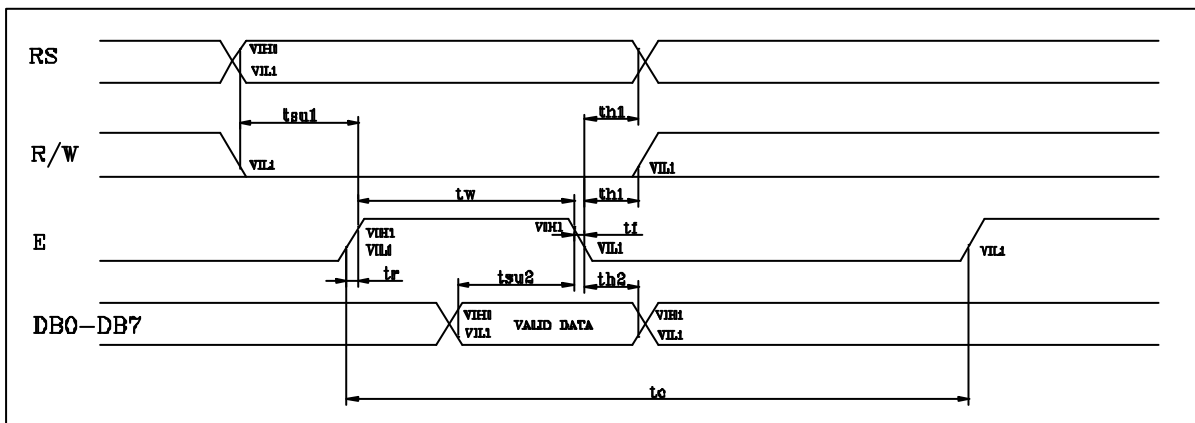 RS
VIH1
VIL1
tsu1
th1
R/W
VIL1
VIL1
tw
th1
E
VIH1
VIL1
VIH1
tf
VIL1
VIL1
tr
tsu2
th2
DB0-DB7
VIH1
VIL1
VALID DATA
VIH1
VIL1
tc